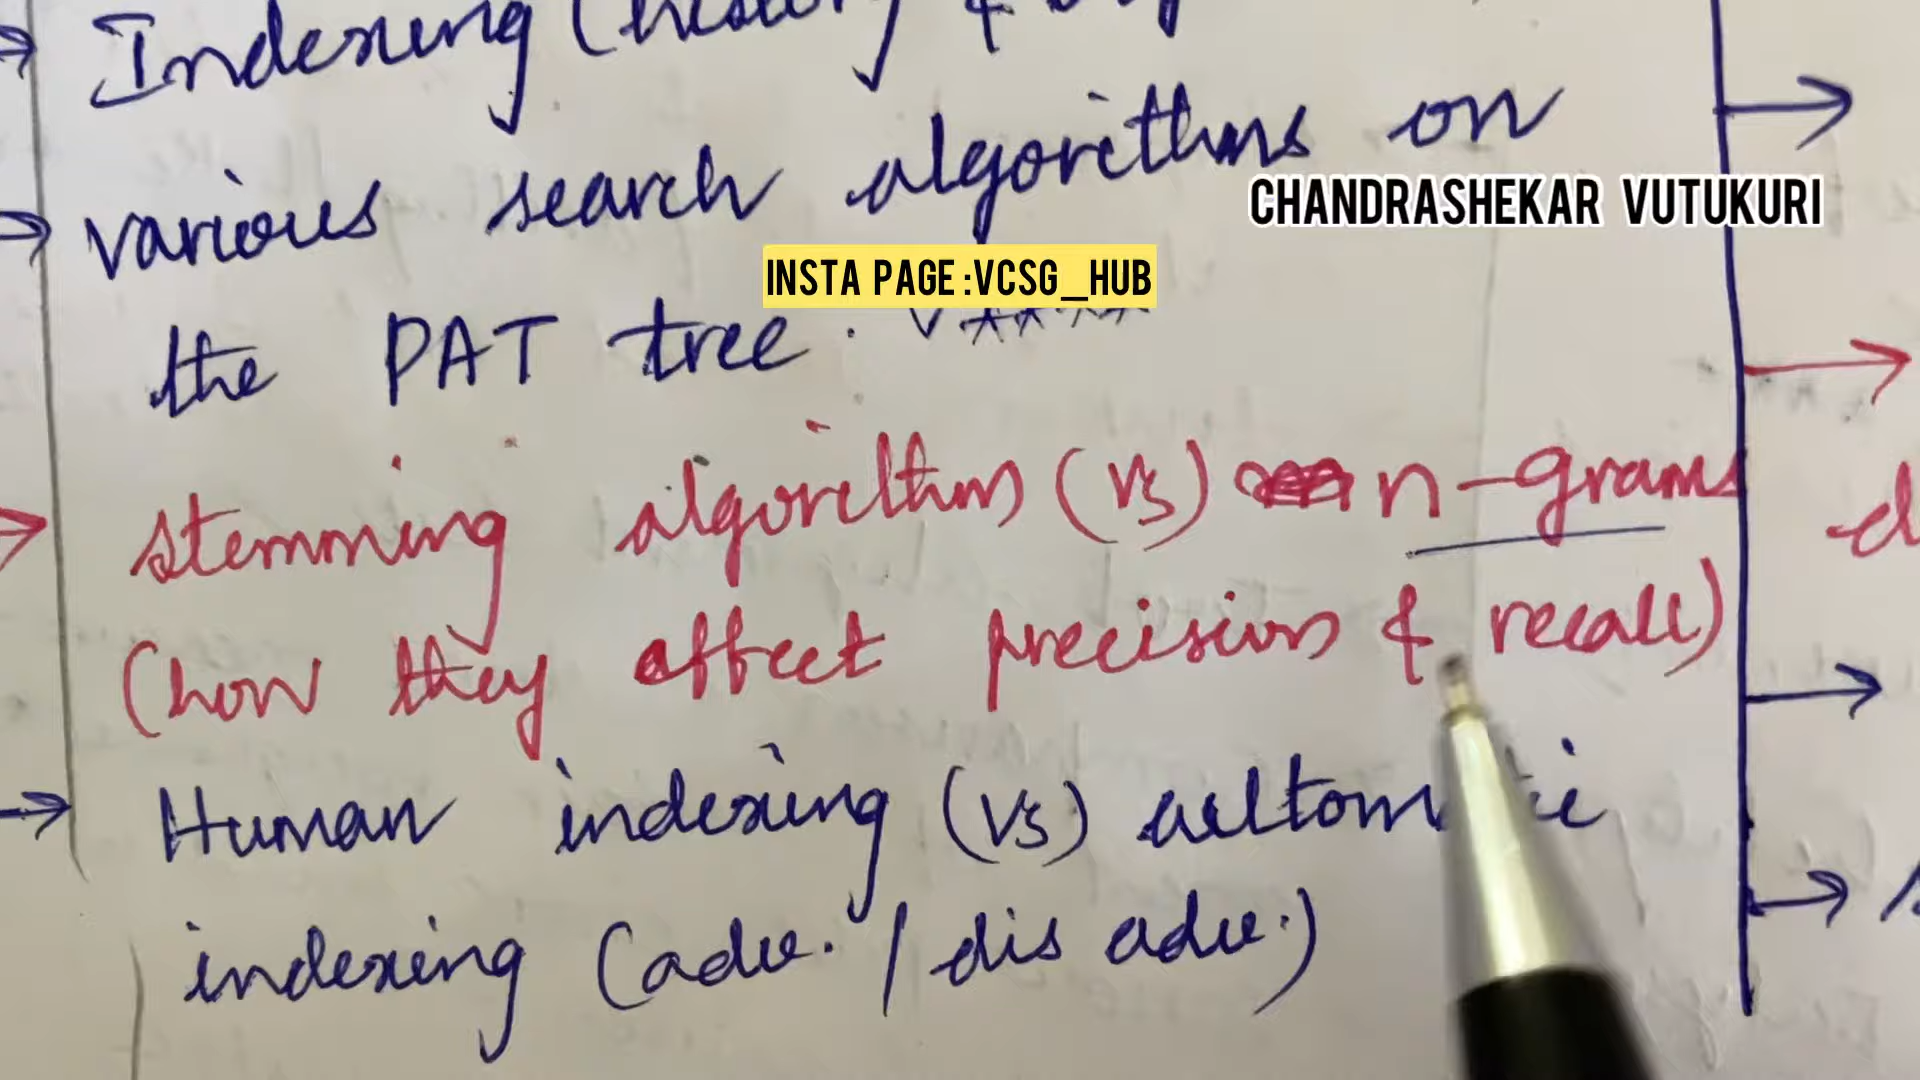 Indexing (history &
various search algorithms on
CHANDRASHEKAR VUTUKURI
INSTA PAGE :VCSG_HUB
the PAT tree.
stemming algorithms (vs) n-grams
(how they affect precision & recall)
Human indexing (vs)
indexing (adv. / dis adv.)